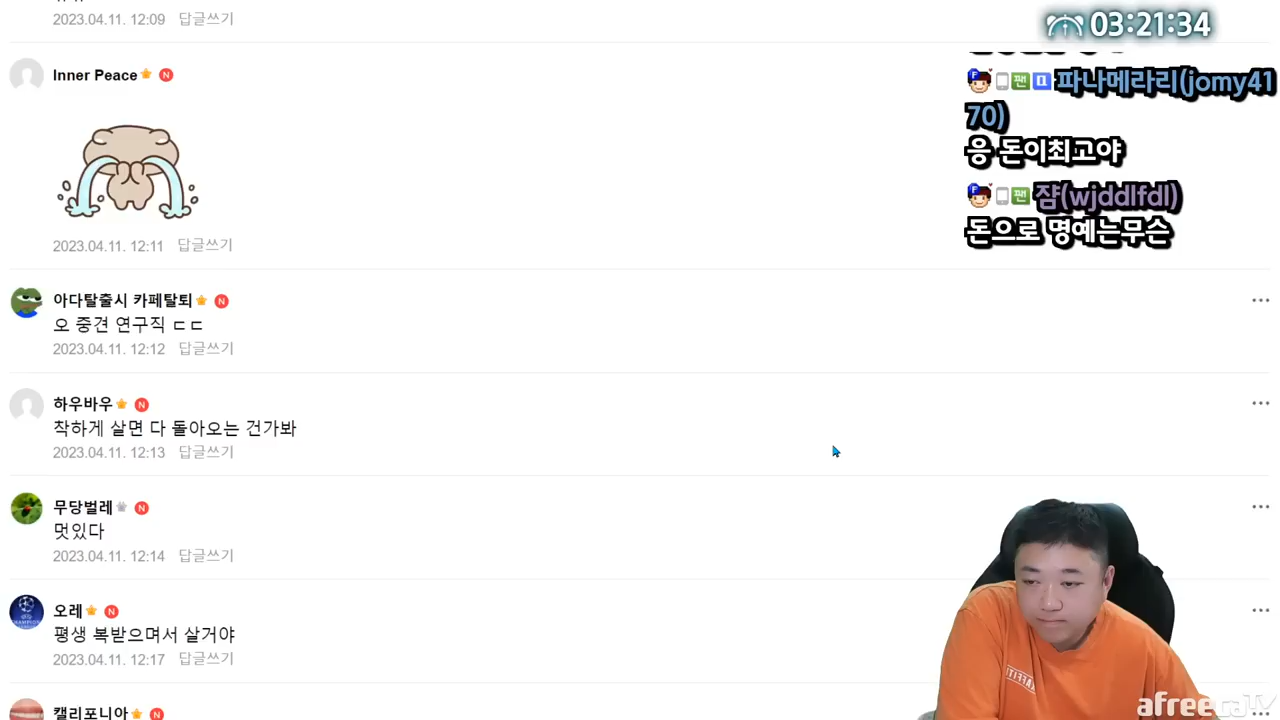 2023.04.11. 12:09 답글쓰기
03:21:34
Inner Peace N
파나메라리(jomy41
70)
응 돈이최고야
쟘(wjddlfdl)
돈으로 명예는무슨
2023.04.11. 12:11 답글쓰기
아다탈출시 카페탈퇴 N
오 중견 연구직 ㄷㄷ
2023.04.11. 12:12 답글쓰기
하우바우 N
착하게 살면 다 돌아오는 건가봐
2023.04.11. 12:13 답글쓰기
무당벌레 N
멋있다
2023.04.11. 12:14 답글쓰기
오레 N
평생 복받으며서 살거야
2023.04.11. 12:17 답글쓰기
캘리포니아 N
afreecaTV